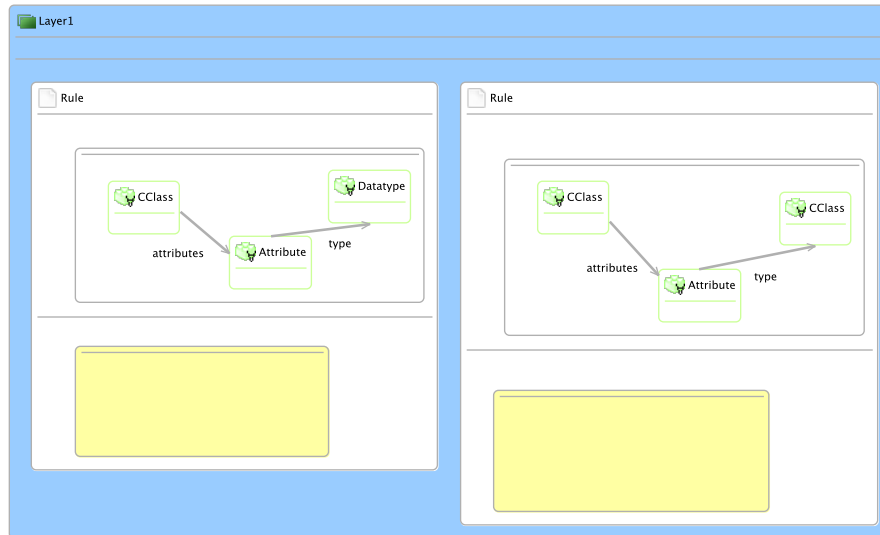 Layer1
Rule
CClass
Datatype
attributes
Attribute
type
Rule
CClass
CClass
attributes
Attribute
type